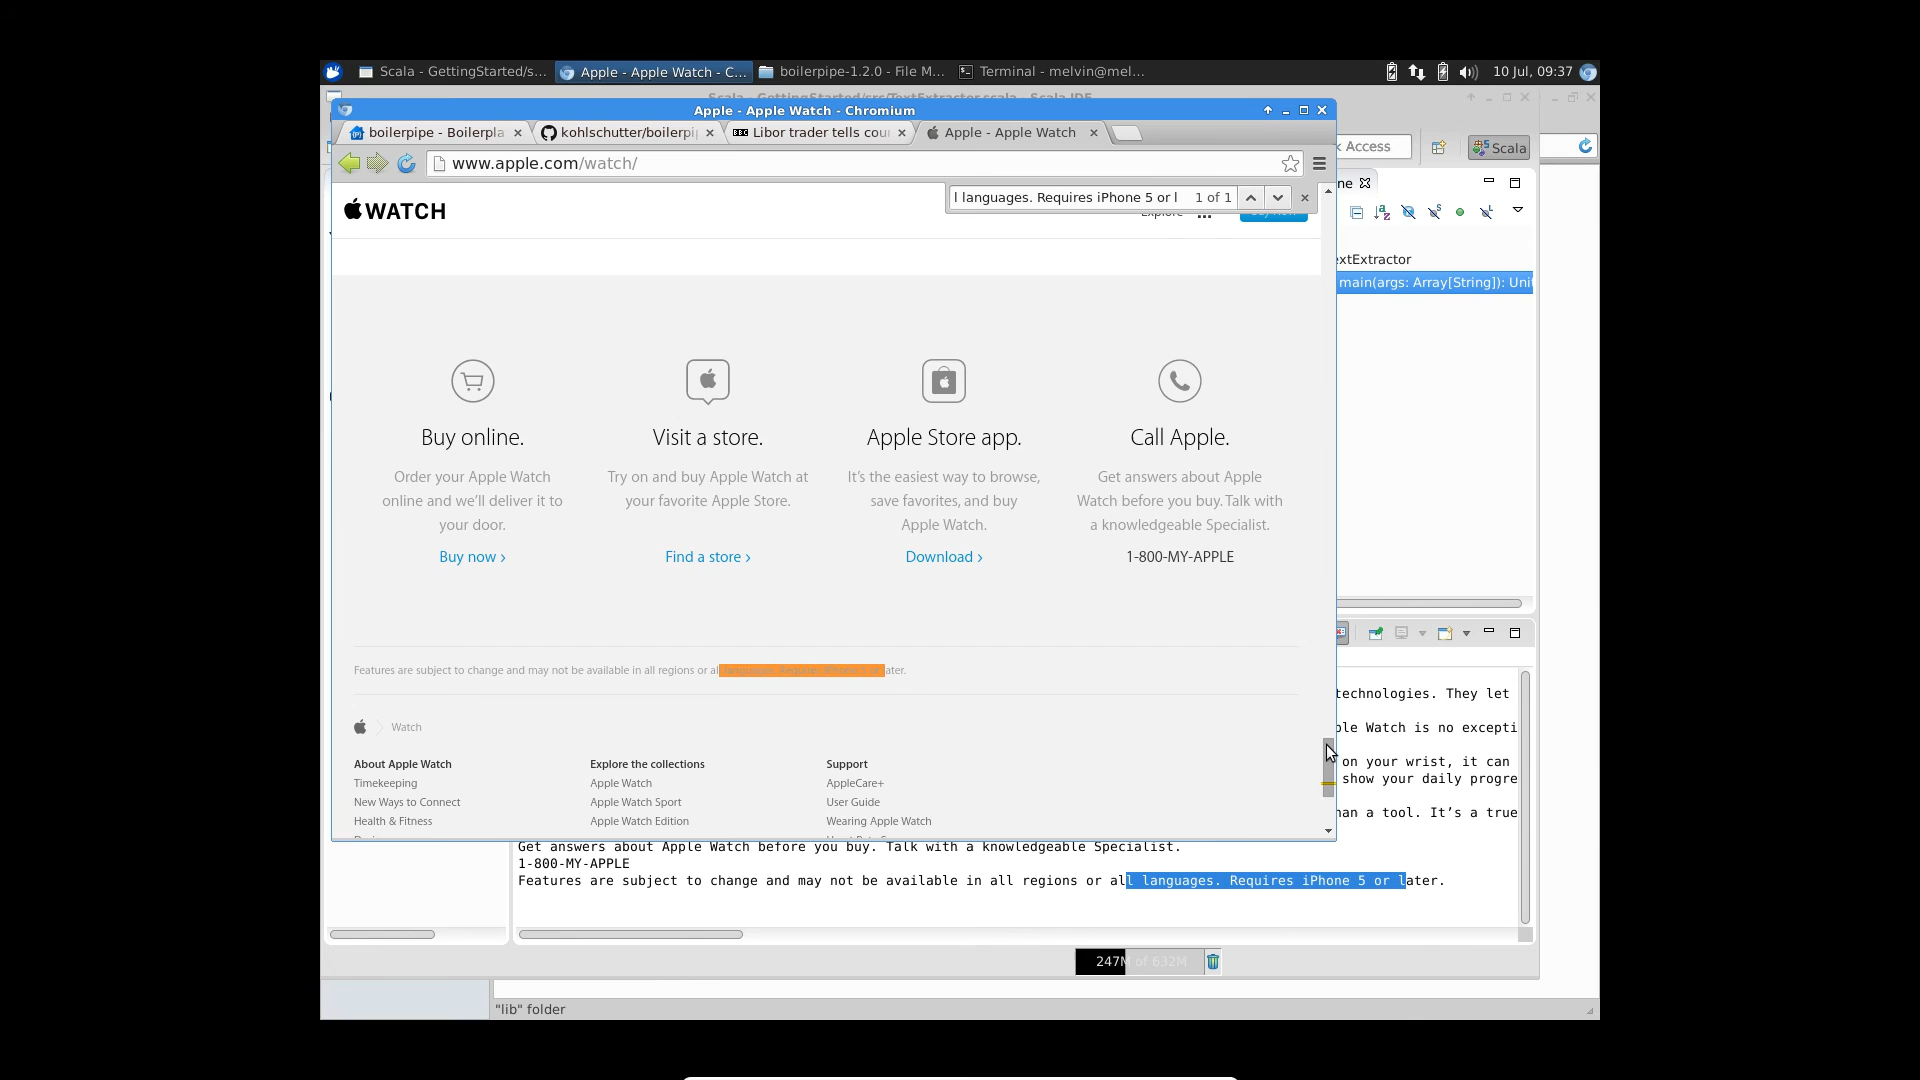 Scala - GettingStarted/s...
Apple - Apple Watch - C...
boilerpipe-1.2.0 - File M...
Terminal - melvin@mel...
10 Jul, 09:37
Scala - GettingStarted/src/TextExtractor.scala - Scala IDE
Apple - Apple Watch - Chromium
boilerpipe - Boilerpla
kohlschutter/boilerpi
Libor trader tells cou
Apple - Apple Watch
www.apple.com/watch/
Access
Scala
l languages. Requires iPhone 5 or l 1 of 1
WATCH
Explore
Buy Now
ne
extExtractor
main(args: Array[String]): Uni
Buy online.
Visit a store.
Apple Store app.
Call Apple.
Order your Apple Watch
online and we'll deliver it to
your door.
Try on and buy Apple Watch at
your favorite Apple Store.
It's the easiest way to browse,
save favorites, and buy
Apple Watch.
Get answers about Apple
Watch before you buy. Talk with
a knowledgeable Specialist.
Buy now ›
Find a store ›
Download ›
1-800-MY-APPLE
Features are subject to change and may not be available in all regions or all languages. Requires iPhone 5 or later.
Watch
About Apple Watch
Timekeeping
New Ways to Connect
Health & Fitness
Explore the collections
Apple Watch
Apple Watch Sport
Apple Watch Edition
Support
AppleCare+
User Guide
Wearing Apple Watch
technologies. They let
ple Watch is no excepti
on your wrist, it can
show your daily progre
han a tool. It's a true
Get answers about Apple Watch before you buy. Talk with a knowledgeable Specialist.
1-800-MY-APPLE
Features are subject to change and may not be available in all regions or all languages. Requires iPhone 5 or later.
247M of 632M
"lib" folder